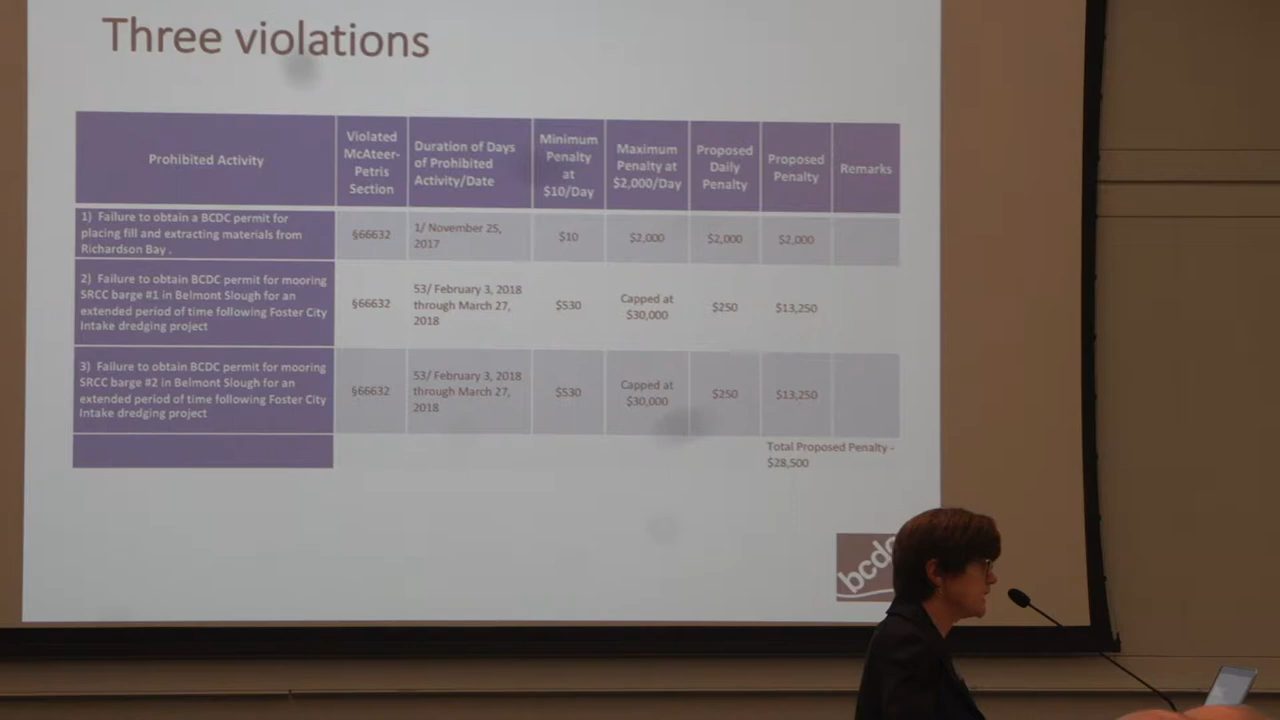 Three violations
Prohibited Activity
Violated
McAteer-
Petris
Section
Duration of Days
of Prohibited
Activity/Date
Minimum
Penalty
at
$10/Day
Maximum
Penalty at
$2,000/Day
Proposed
Daily
Penalty
Proposed
Penalty
Remarks
1) Failure to obtain a BCDC permit for
placing fill and extracting materials from
Richardson Bay .
§66632
1/ November 25,
2017
$10
$2,000
$2,000
$2,000
2) Failure to obtain BCDC permit for mooring
SRCC barge #1 in Belmont Slough for an
extended period of time following Foster City
Intake dredging project
§66632
53/ February 3, 2018
through March 27,
2018
$530
Capped at
$30,000
$250
$13,250
3) Failure to obtain BCDC permit for mooring
SRCC barge #2 in Belmont Slough for an
extended period of time following Foster City
Intake dredging project
§66632
53/ February 3, 2018
through March 27,
2018
$530
Capped at
$30,000
$250
$13,250
Total Proposed Penalty -
$28,500
bcdc